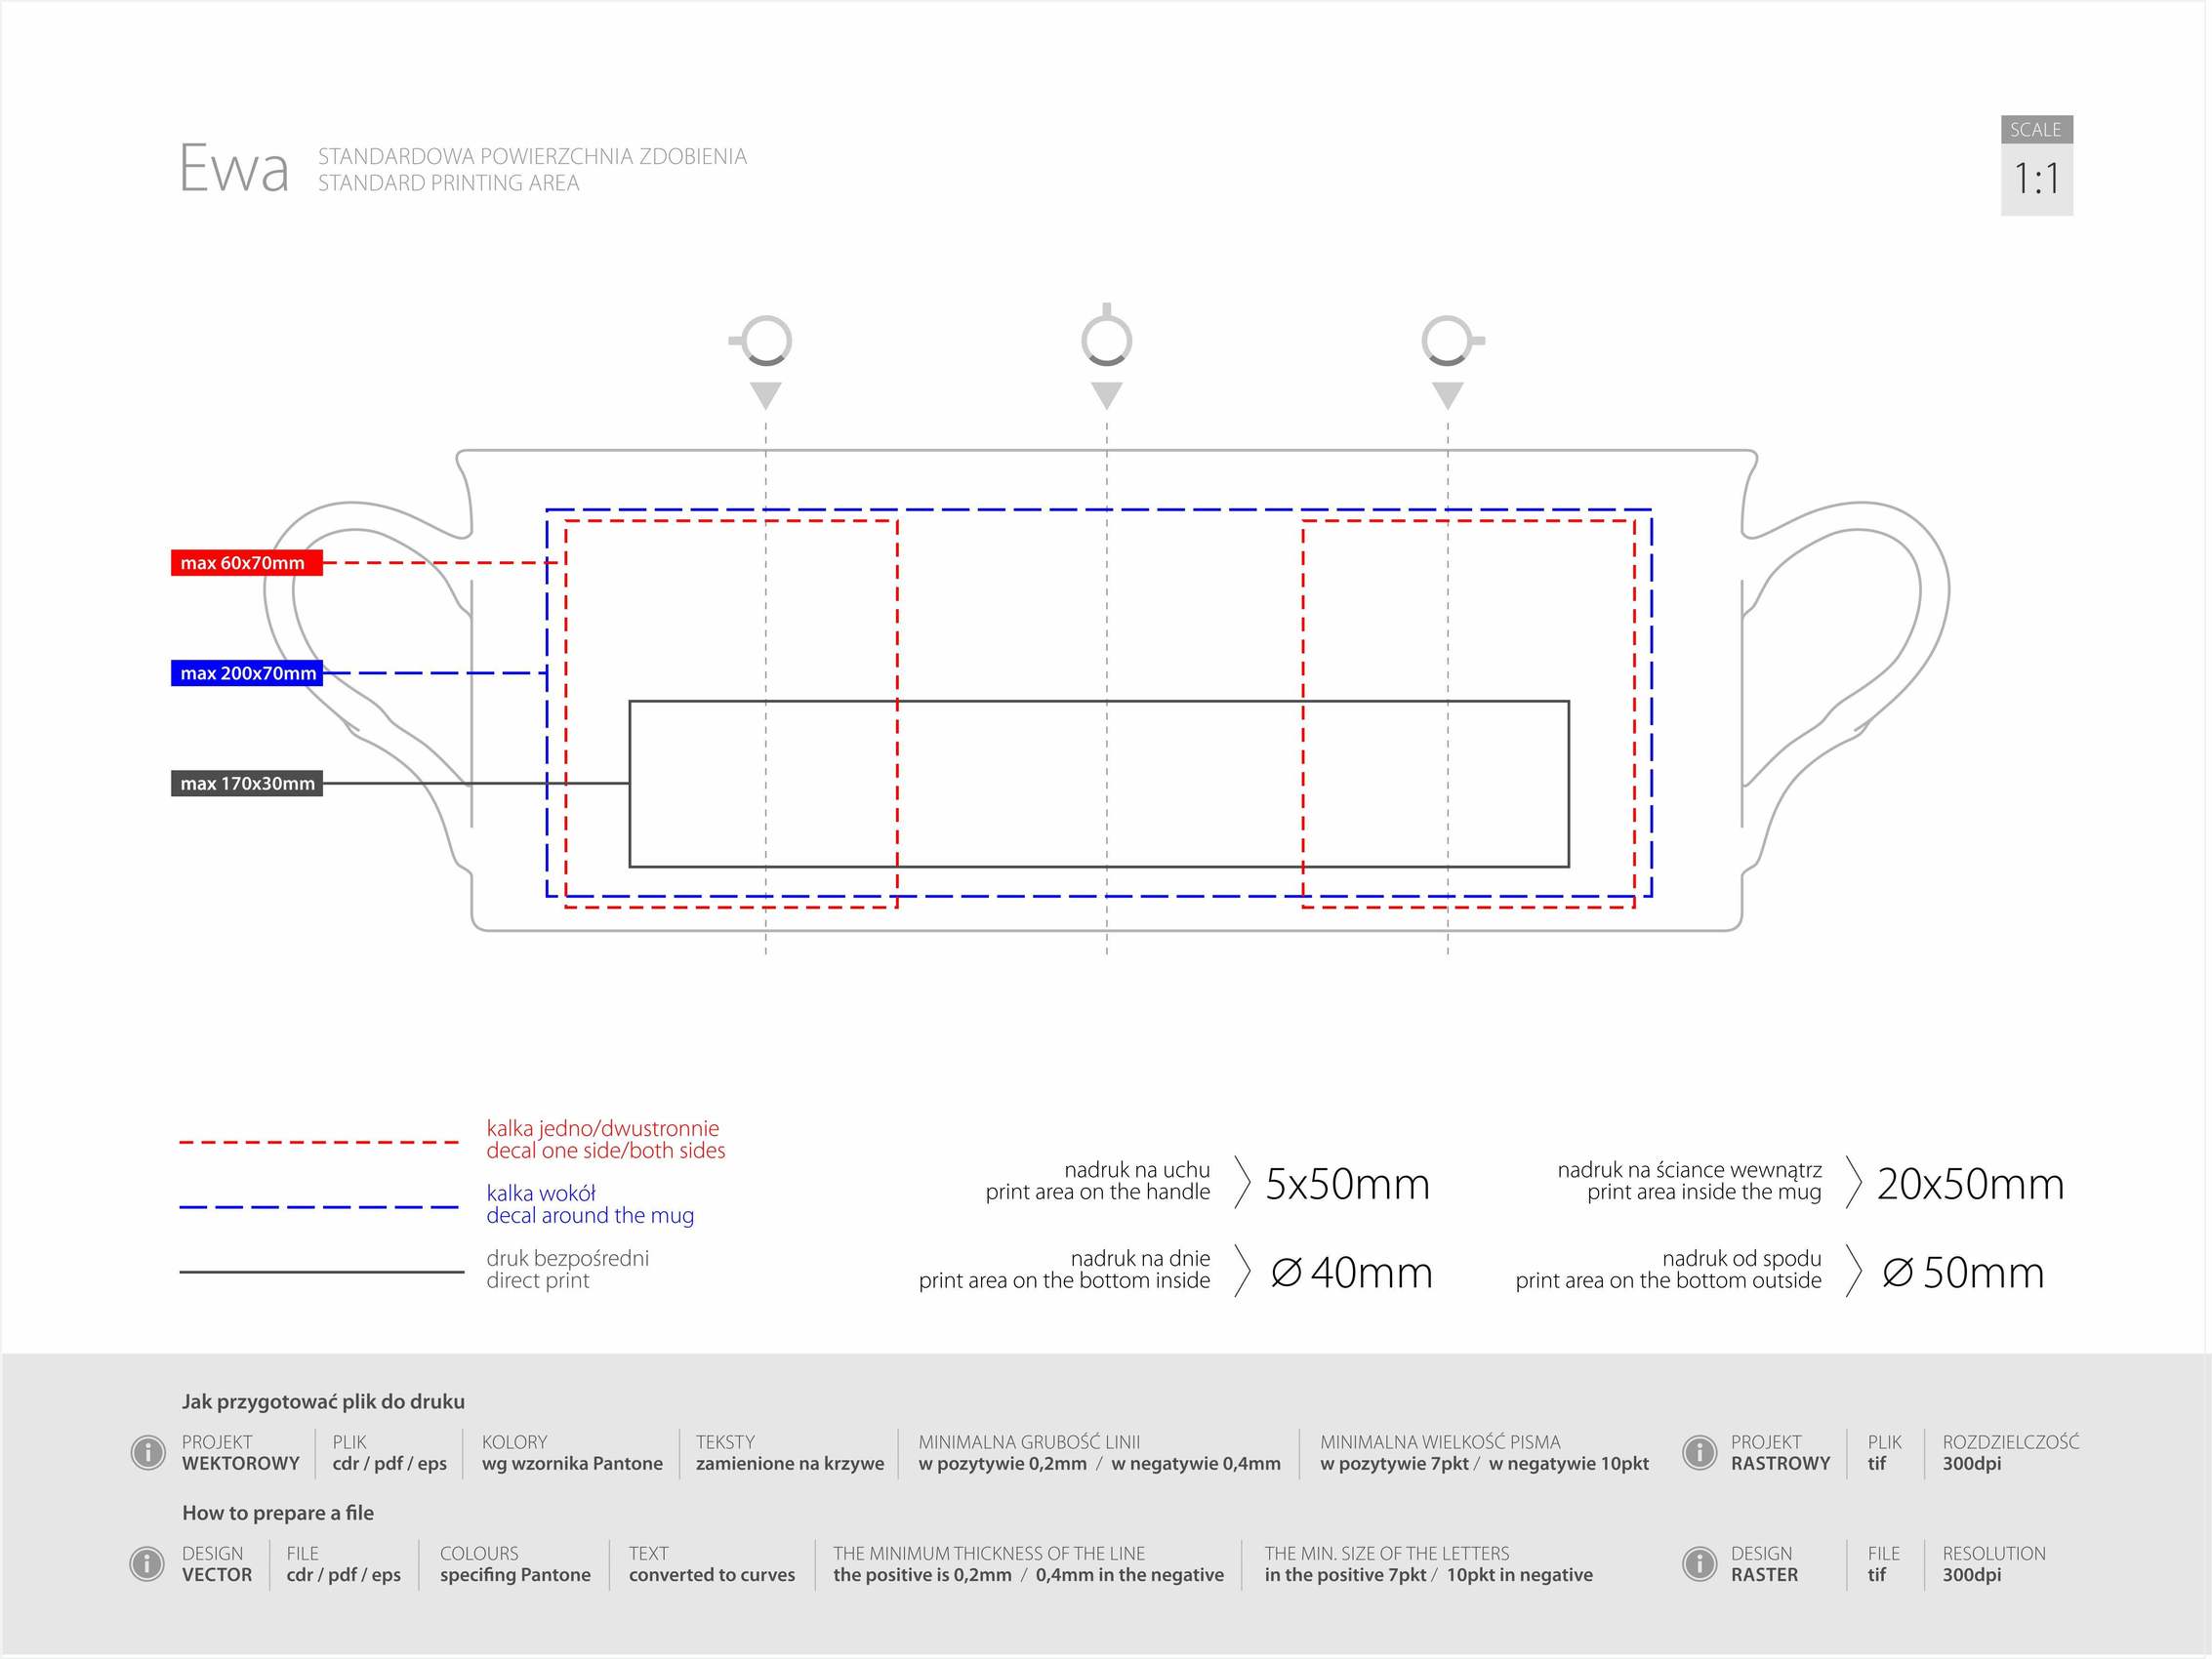 Ewa
STANDARDOWA POWIERZCHNIA ZDOBIENIA
STANDARD PRINTING AREA
SCALE
1:1
max 60x70mm
max 200x70mm
max 170x30mm
kalka jedno/dwustronnie
decal one side/both sides
kalka wokół
decal around the mug
druk bezpośredni
direct print
nadruk na uchu
print area on the handle
5x50mm
nadruk na ściance wewnątrz
print area inside the mug
20x50mm
nadruk na dnie
print area on the bottom inside
Ø 40mm
nadruk od spodu
print area on the bottom outside
Ø 50mm
Jak przygotować plik do druku
PROJEKT
WEKTOROWY
PLIK
cdr / pdf / eps
KOLORY
wg wzornika Pantone
TEKSTY
zamienione na krzywe
MINIMALNA GRUBOŚĆ LINII
w pozytywie 0,2mm / w negatywie 0,4mm
MINIMALNA WIELKOŚĆ PISMA
w pozytywie 7pkt / w negatywie 10pkt
PROJEKT
RASTROWY
PLIK
tif
ROZDZIELCZOŚĆ
300dpi
How to prepare a file
DESIGN
VECTOR
FILE
cdr / pdf / eps
COLOURS
specifing Pantone
TEXT
converted to curves
THE MINIMUM THICKNESS OF THE LINE
the positive is 0,2mm / 0,4mm in the negative
THE MIN. SIZE OF THE LETTERS
in the positive 7pkt / 10pkt in negative
DESIGN
RASTER
FILE
tif
RESOLUTION
300dpi